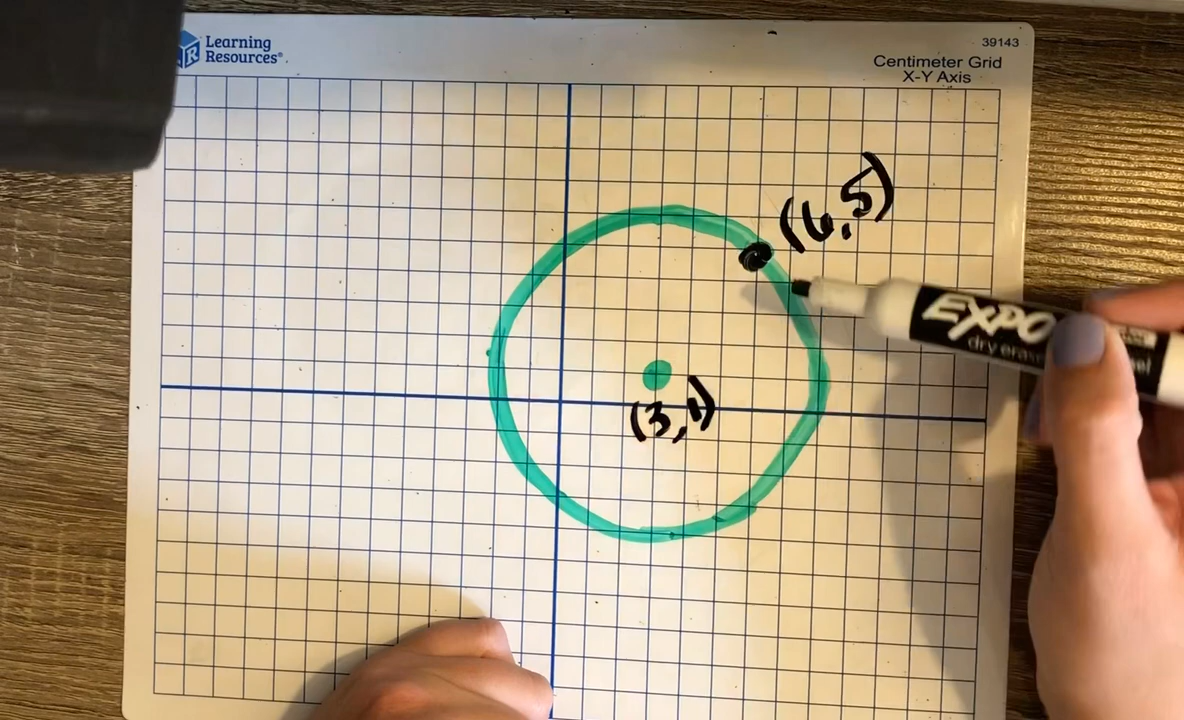 Learning
Resources®
39143
Centimeter Grid
X-Y Axis
(6,5)
(3,1)
EXPO
dry erase